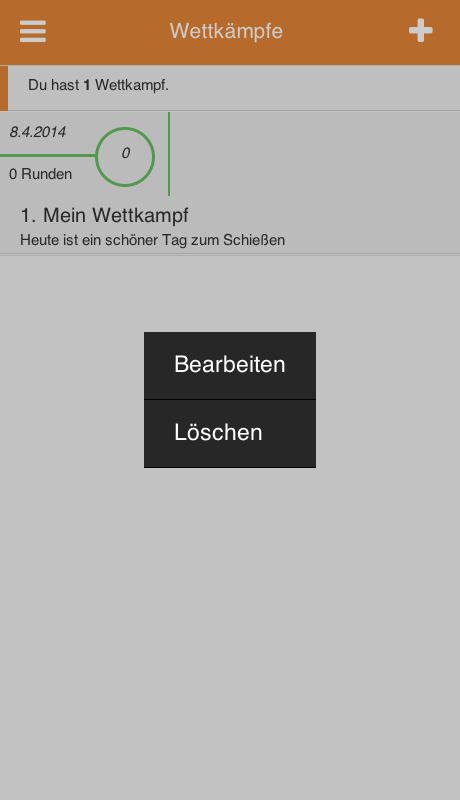 Wettkämpfe
Du hast 1 Wettkampf.
8.4.2014
0
0 Runden
1. Mein Wettkampf
Heute ist ein schöner Tag zum Schießen
Bearbeiten
Löschen